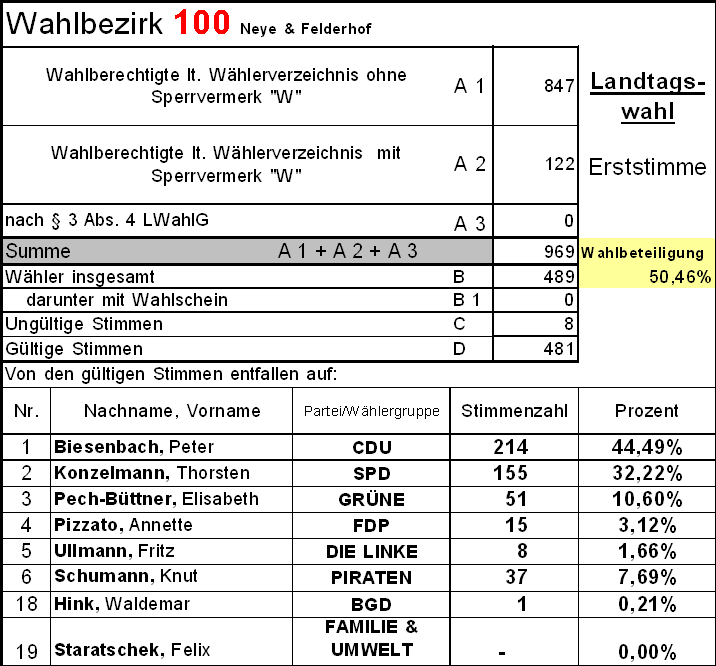 Wahlbezirk 100 Neye & Felderhof
Wahlberechtigte lt. Wählerverzeichnis ohne
Sperrvermerk "W" A 1 847
Landtags-
wahl
Wahlberechtigte lt. Wählerverzeichnis mit
Sperrvermerk "W" A 2 122
Erststimme
nach § 3 Abs. 4 LWahlG A 3 0
Summe A 1 + A 2 + A 3 969 Wahlbeteiligung
Wähler insgesamt B 489 50,46%
darunter mit Wahlschein B 1 0
Ungültige Stimmen C 8
Gültige Stimmen D 481
Von den gültigen Stimmen entfallen auf:
Nr. Nachname, Vorname Partei/Wählergruppe Stimmenzahl Prozent
1 Biesenbach, Peter CDU 214 44,49%
2 Konzelmann, Thorsten SPD 155 32,22%
3 Pech-Büttner, Elisabeth GRÜNE 51 10,60%
4 Pizzato, Annette FDP 15 3,12%
5 Ullmann, Fritz DIE LINKE 8 1,66%
6 Schumann, Knut PIRATEN 37 7,69%
18 Hink, Waldemar BGD 1 0,21%
FAMILIE &
19 Staratschek, Felix UMWELT - 0,00%